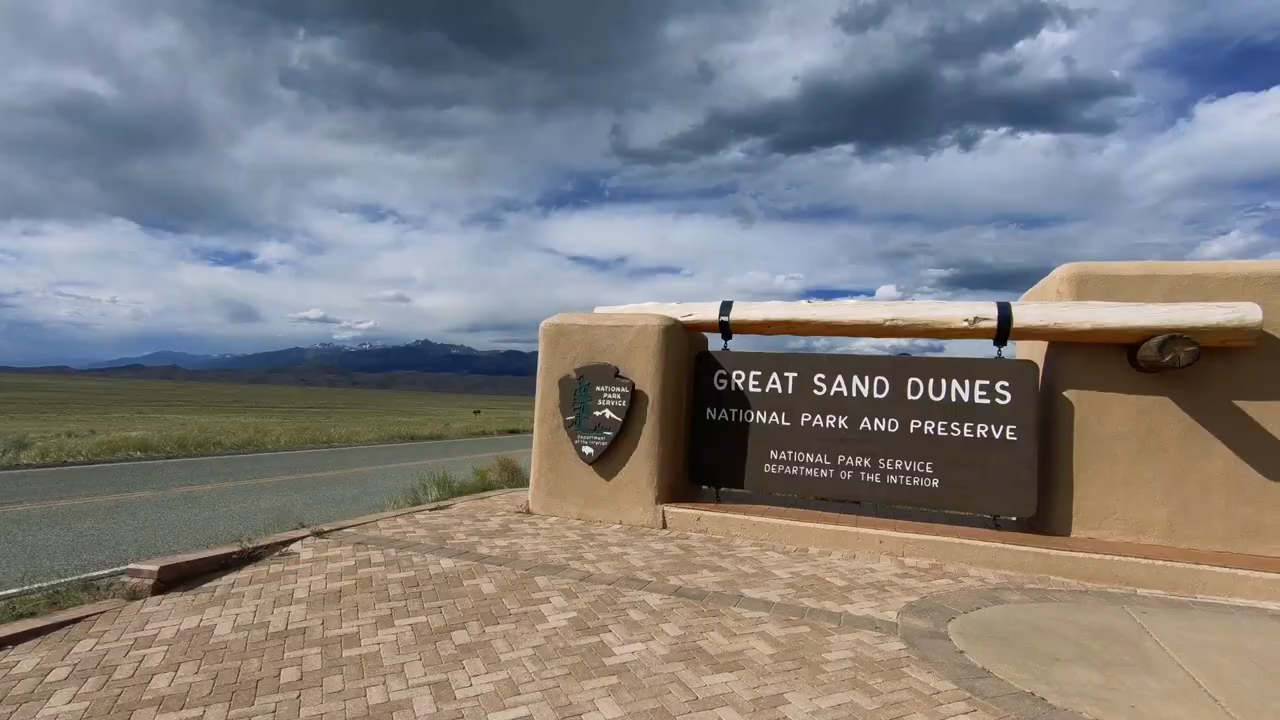 NATIONAL
PARK
SERVICE
Department
of the Interior
GREAT SAND DUNES
NATIONAL PARK AND PRESERVE
NATIONAL PARK SERVICE
DEPARTMENT OF THE INTERIOR